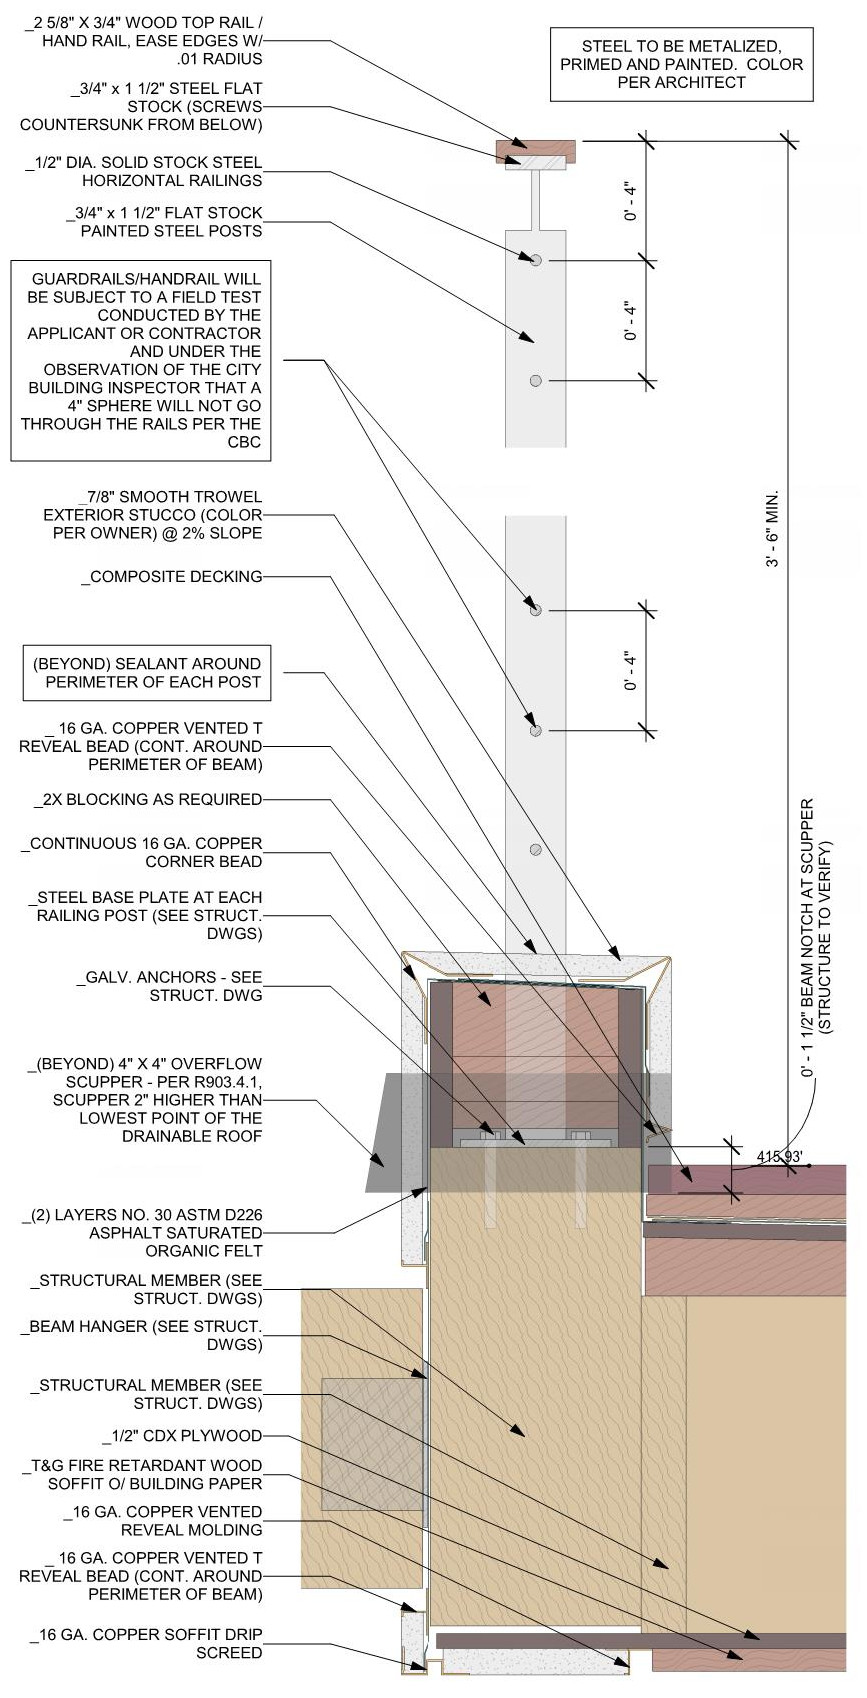 _2 5/8" X 3/4" WOOD TOP RAIL /
HAND RAIL, EASE EDGES W/
.01 RADIUS
STEEL TO BE METALIZED,
PRIMED AND PAINTED. COLOR
PER ARCHITECT
_3/4" x 1 1/2" STEEL FLAT
STOCK (SCREWS
COUNTERSUNK FROM BELOW)
_1/2" DIA. SOLID STOCK STEEL
HORIZONTAL RAILINGS
_3/4" x 1 1/2" FLAT STOCK
PAINTED STEEL POSTS
0' - 4"
0' - 4"
GUARDRAILS/HANDRAIL WILL
BE SUBJECT TO A FIELD TEST
CONDUCTED BY THE
APPLICANT OR CONTRACTOR
AND UNDER THE
OBSERVATION OF THE CITY
BUILDING INSPECTOR THAT A
4" SPHERE WILL NOT GO
THROUGH THE RAILS PER THE
CBC
_7/8" SMOOTH TROWEL
EXTERIOR STUCCO (COLOR
PER OWNER) @ 2% SLOPE
3' - 6" MIN.
_COMPOSITE DECKING
0' - 4"
(BEYOND) SEALANT AROUND
PERIMETER OF EACH POST
_ 16 GA. COPPER VENTED T
REVEAL BEAD (CONT. AROUND
PERIMETER OF BEAM)
_2X BLOCKING AS REQUIRED
_CONTINUOUS 16 GA. COPPER
CORNER BEAD
_STEEL BASE PLATE AT EACH
RAILING POST (SEE STRUCT.
DWGS)
0' - 1 1/2" BEAM NOTCH AT SCUPPER
(STRUCTURE TO VERIFY)
_GALV. ANCHORS - SEE
STRUCT. DWG
_(BEYOND) 4" X 4" OVERFLOW
SCUPPER - PER R903.4.1,
SCUPPER 2" HIGHER THAN
LOWEST POINT OF THE
DRAINABLE ROOF
415.93'
_(2) LAYERS NO. 30 ASTM D226
ASPHALT SATURATED
ORGANIC FELT
_STRUCTURAL MEMBER (SEE
STRUCT. DWGS)
_BEAM HANGER (SEE STRUCT.
DWGS)
_STRUCTURAL MEMBER (SEE
STRUCT. DWGS)
_1/2" CDX PLYWOOD
_T&G FIRE RETARDANT WOOD
SOFFIT O/ BUILDING PAPER
_16 GA. COPPER VENTED
REVEAL MOLDING
_ 16 GA. COPPER VENTED T
REVEAL BEAD (CONT. AROUND
PERIMETER OF BEAM)
_16 GA. COPPER SOFFIT DRIP
SCREED